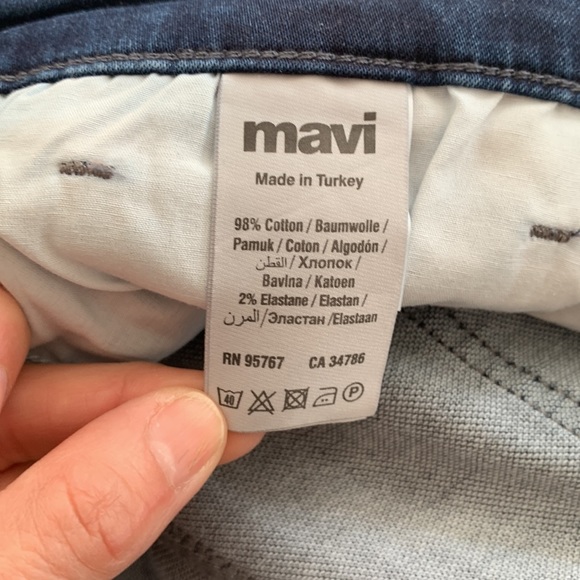 mavi
Made in Turkey
98% Cotton / Baumwolle /
Pamuk / Coton / Algodón /
القطن / Хлопок /
Bavlna / Katoen
2% Elastane / Elastan /
المرن / Эластан /Elastaan
RN 95767 CA 34786
40 P